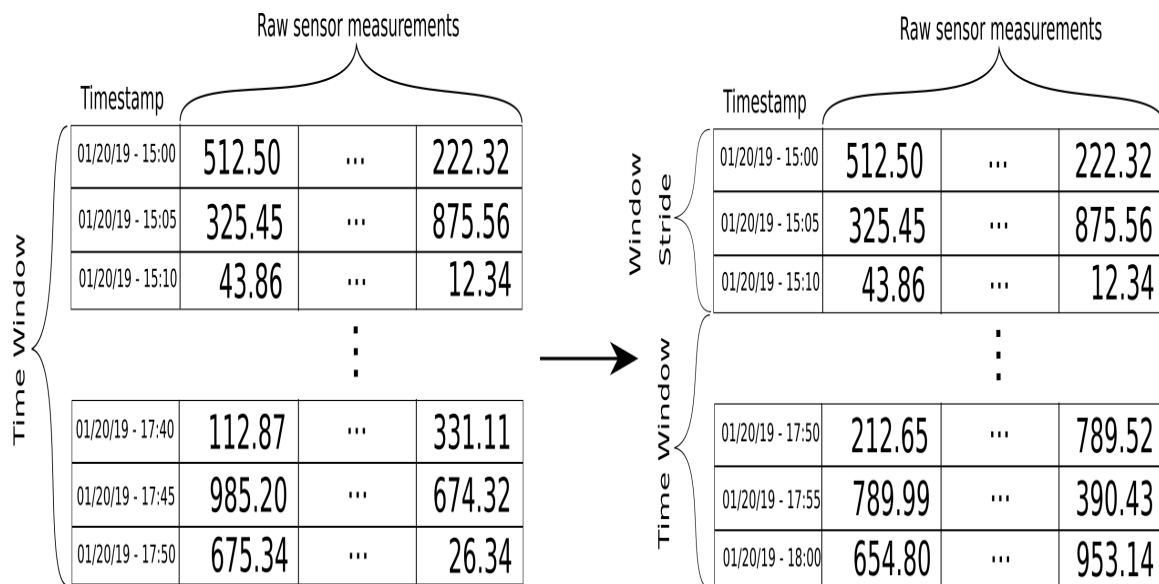 Raw sensor measurements
Timestamp
01/20/19 - 15:00 512.50 ... 222.32
01/20/19 - 15:05 325.45 ... 875.56
01/20/19 - 15:10 43.86 ... 12.34
01/20/19 - 17:40 112.87 ... 331.11
01/20/19 - 17:45 985.20 ... 674.32
01/20/19 - 17:50 675.34 ... 26.34
Time Window
Raw sensor measurements
Timestamp
01/20/19 - 15:00 512.50 ... 222.32
01/20/19 - 15:05 325.45 ... 875.56
01/20/19 - 15:10 43.86 ... 12.34
Window
Stride
01/20/19 - 17:50 212.65 ... 789.52
01/20/19 - 17:55 789.99 ... 390.43
01/20/19 - 18:00 654.80 ... 953.14
Time Window